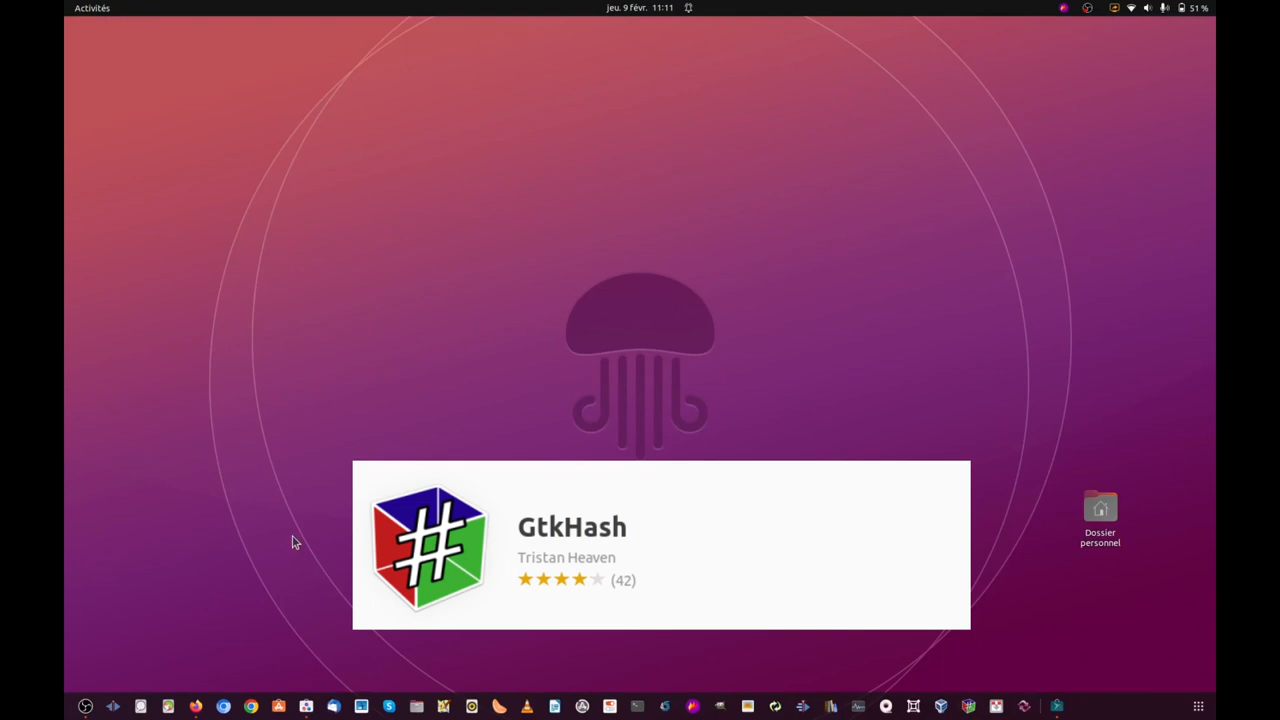 Activités
jeu. 9 févr. 11:11
51 %
GtkHash
Tristan Heaven
(42)
Dossier
personnel